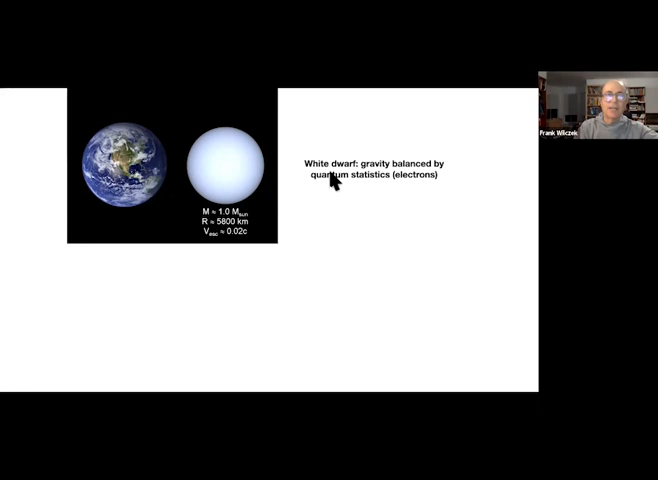 Frank Wilczek
White dwarf: gravity balanced by
quantum statistics (electrons)
M ≈ 1.0 Msun
R ≈ 5800 km
Vesc ≈ 0.02c